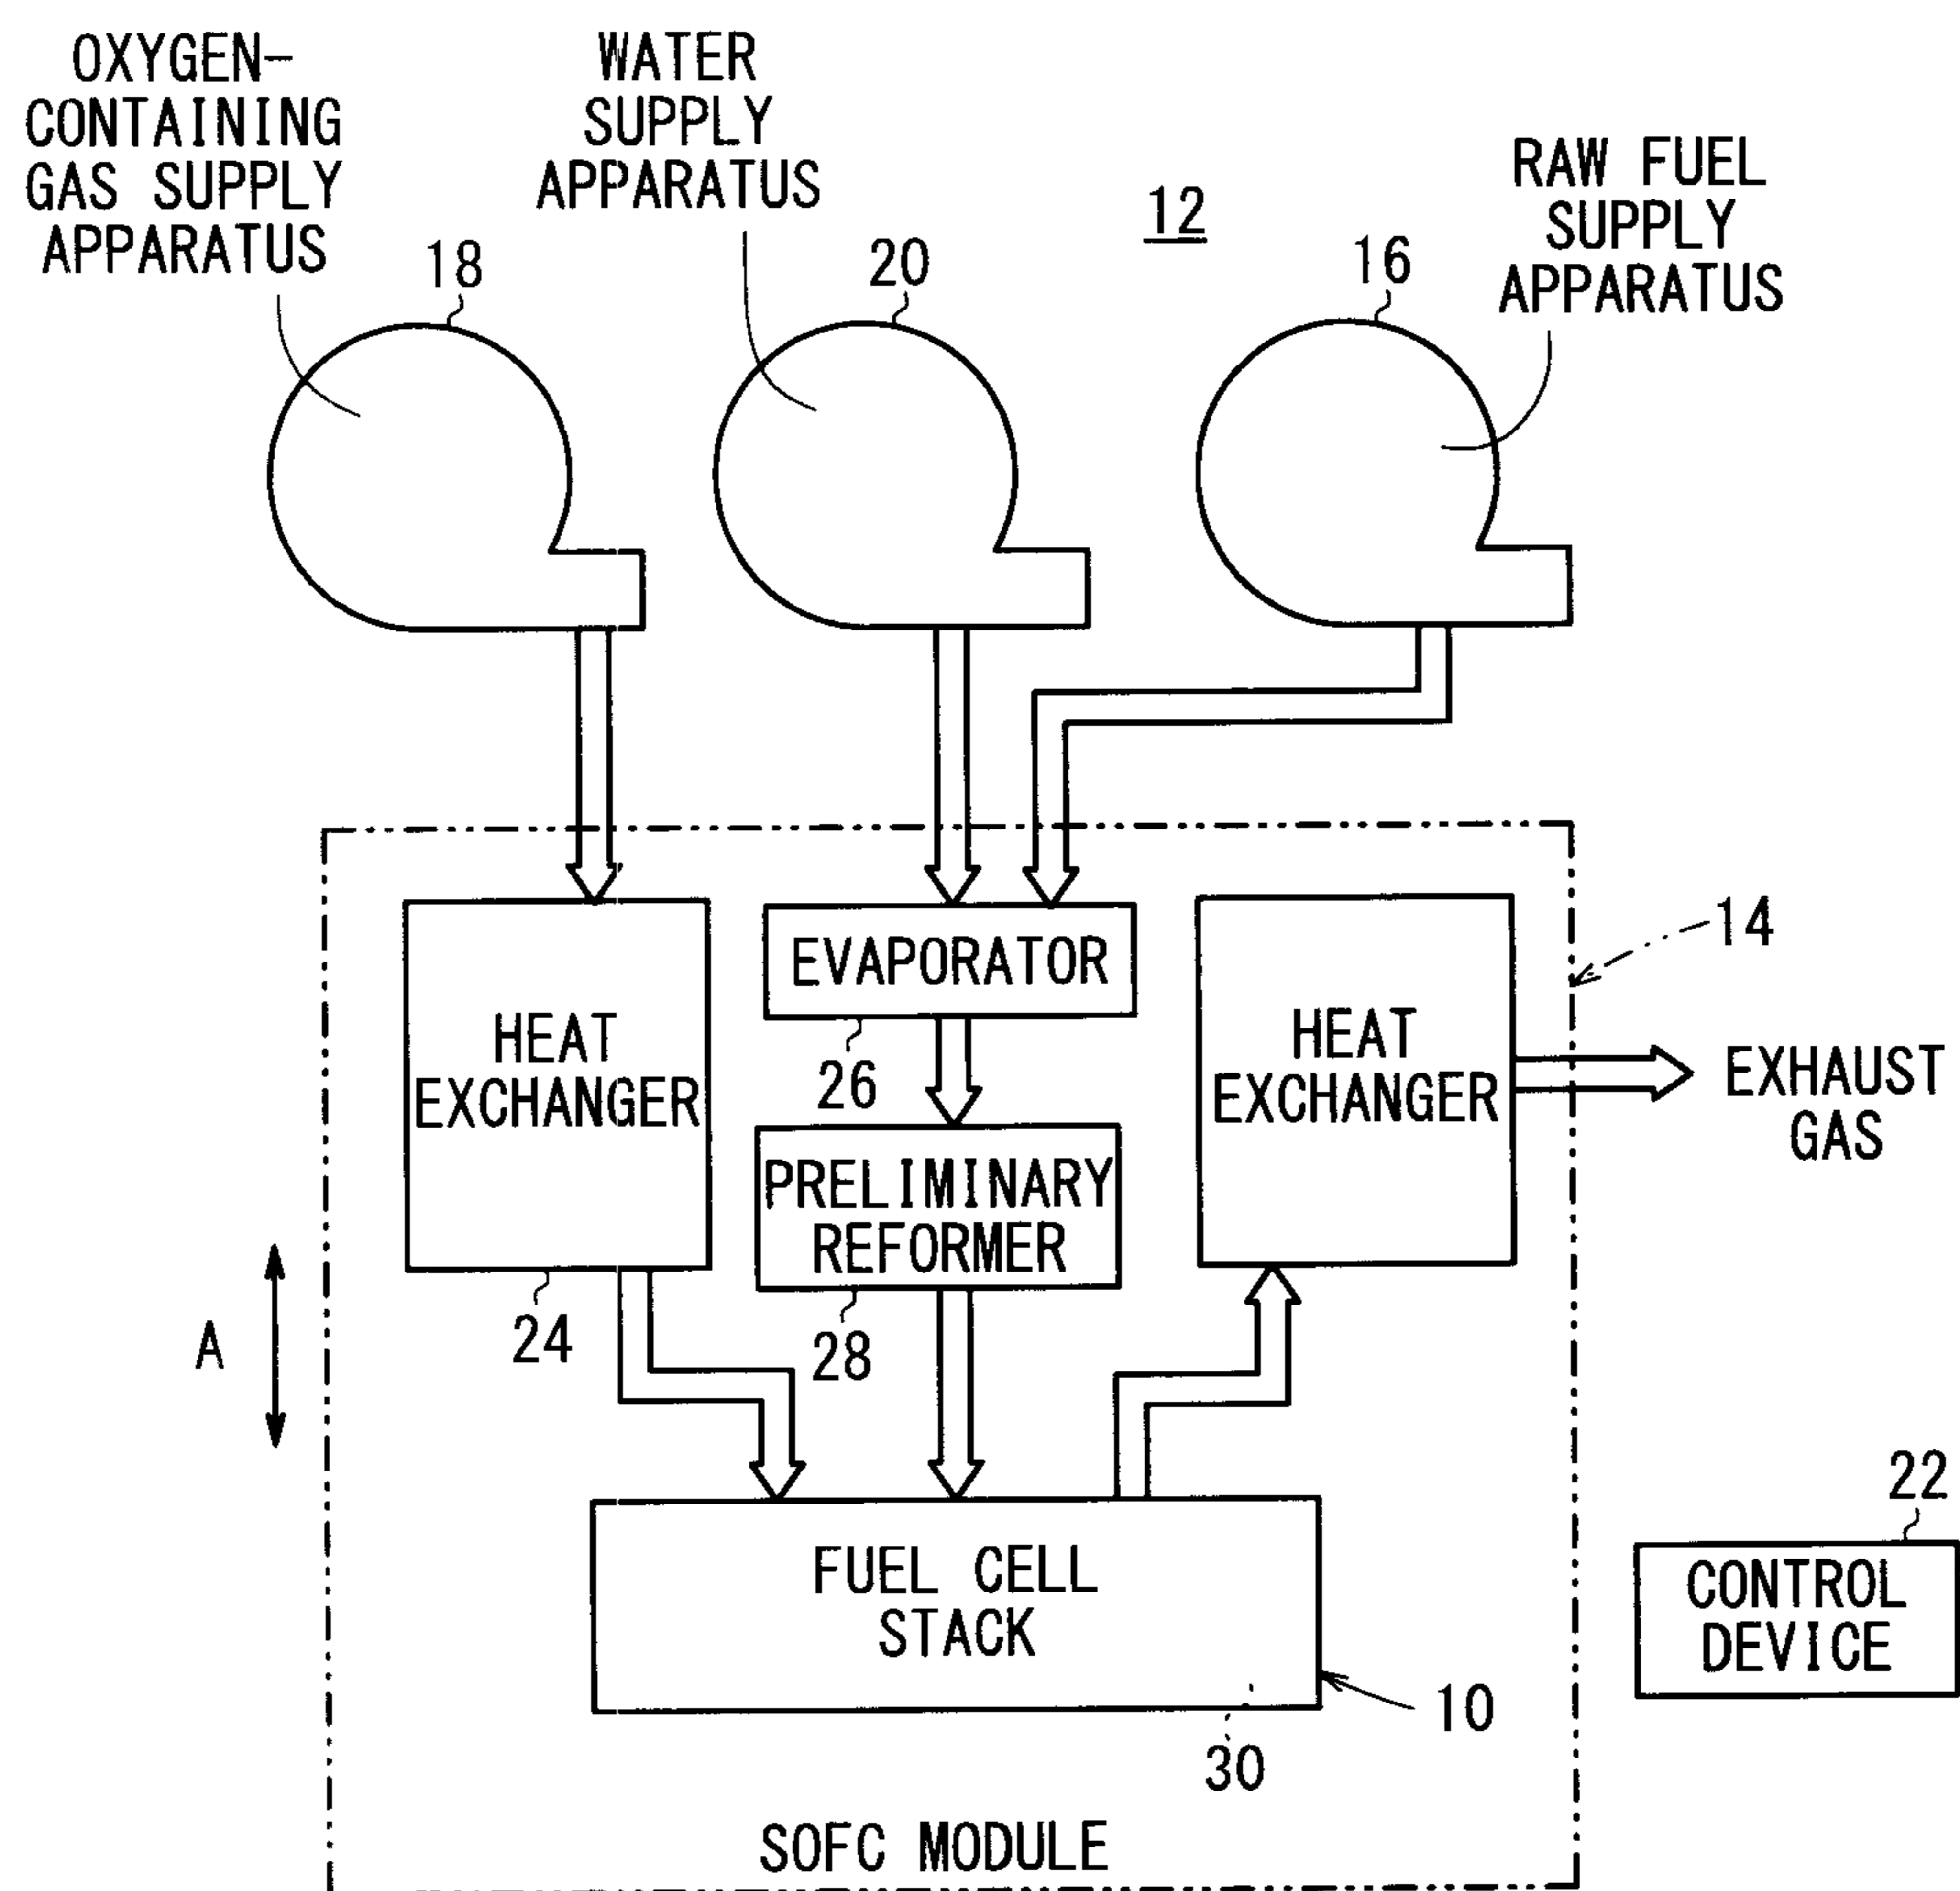 OXYGEN-
CONTAINING
GAS SUPPLY
APPARATUS
WATER
SUPPLY
APPARATUS
RAW FUEL
SUPPLY
APPARATUS
12
18
20
16
HEAT
EXCHANGER
EVAPORATOR
HEAT
EXCHANGER
14
26
EXHAUST
GAS
PRELIMINARY
REFORMER
A
24
28
22
FUEL CELL
STACK
CONTROL
DEVICE
10
30
SOFC MODULE